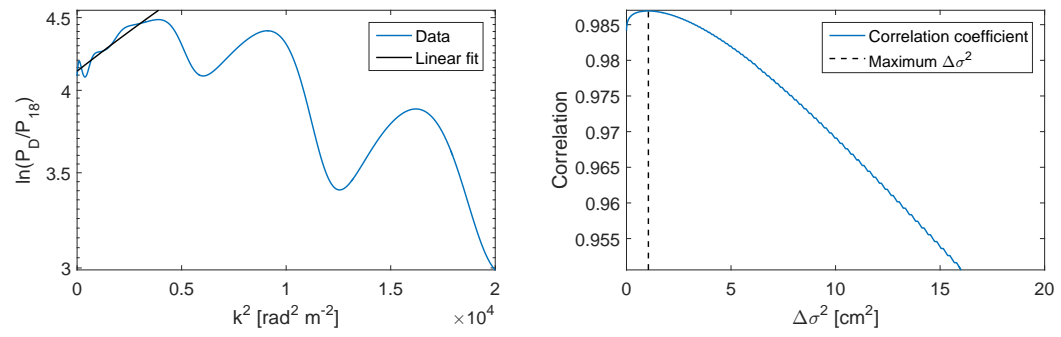 4.5
4
3.5
3
ln(P_D/P_18)
0
0.5
1
1.5
2
×10^4
k^2 [rad^2 m^-2]
Data
Linear fit
0.985
0.98
0.975
0.97
0.965
0.96
0.955
Correlation
0
5
10
15
20
Δσ^2 [cm^2]
Correlation coefficient
Maximum Δσ^2